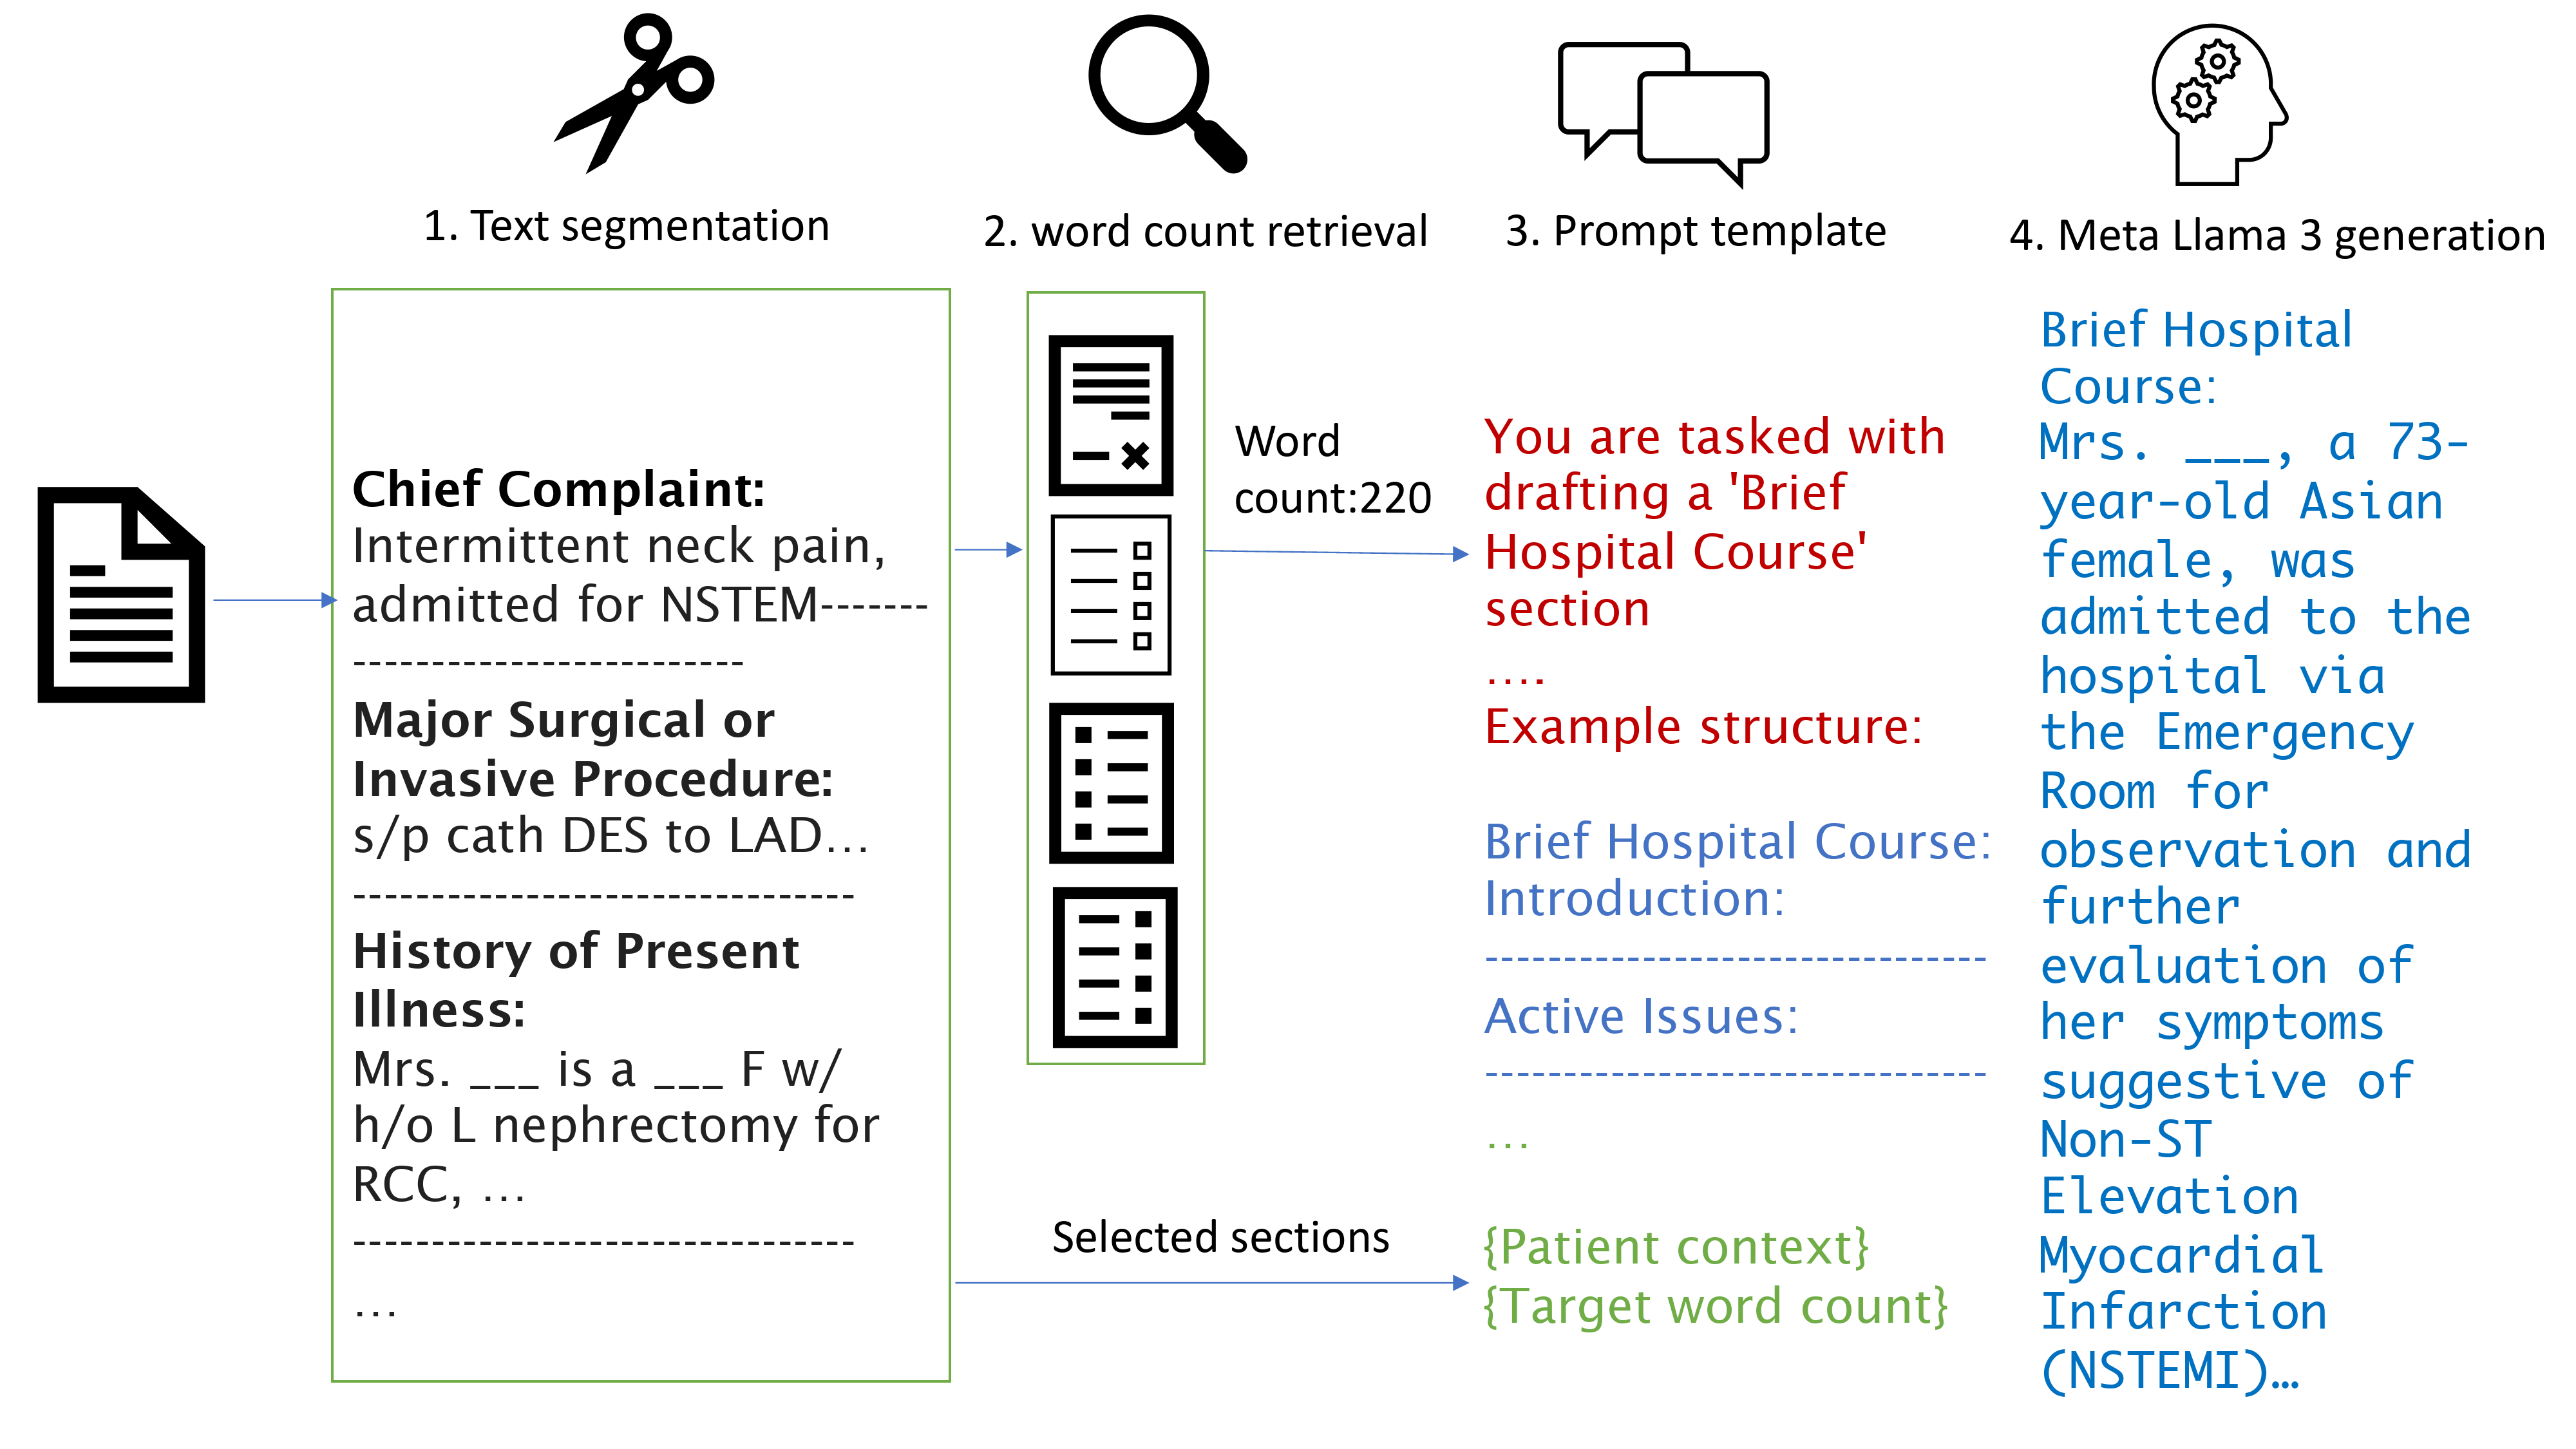 1. Text segmentation
2. word count retrieval
3. Prompt template
4. Meta Llama 3 generation
Chief Complaint:
Intermittent neck pain,
admitted for NSTEM-------
-------------------------
Major Surgical or
Invasive Procedure:
s/p cath DES to LAD...
--------------------------------
History of Present
Illness:
Mrs. ___ is a ___ F w/
h/o L nephrectomy for
RCC, ...
--------------------------------
...
Word
count:220
Selected sections
You are tasked with
drafting a 'Brief
Hospital Course'
section
....
Example structure:
Brief Hospital Course:
Introduction:
--------------------------------
Active Issues:
--------------------------------
...
{Patient context}
{Target word count}
Brief Hospital
Course:
Mrs. ___, a 73-
year-old Asian
female, was
admitted to the
hospital via
the Emergency
Room for
observation and
further
evaluation of
her symptoms
suggestive of
Non-ST
Elevation
Myocardial
Infarction
(NSTEMI)…